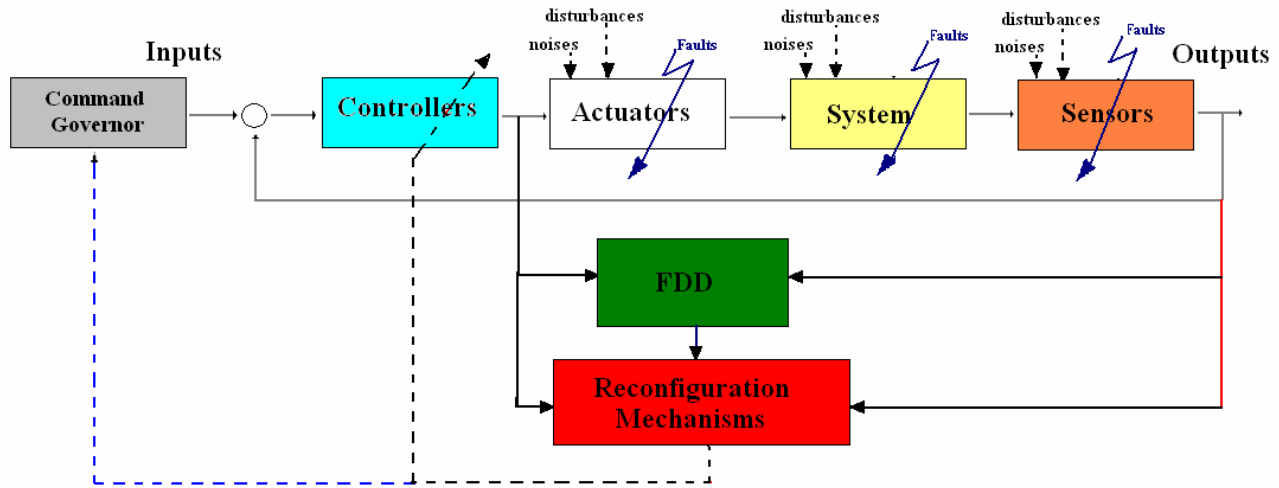 disturbances
noises
Faults
disturbances
noises
Faults
disturbances
noises
Faults
Inputs
Outputs
Command
Governor
Controllers
Actuators
System
Sensors
FDD
Reconfiguration
Mechanisms